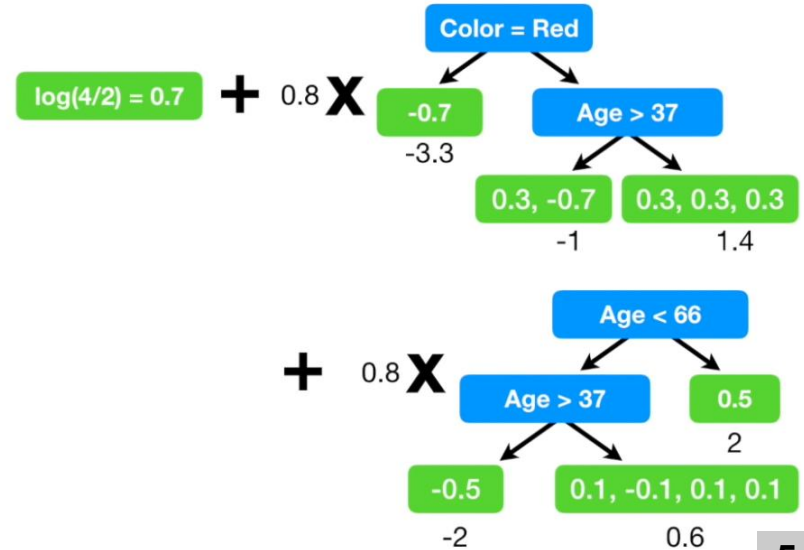 Color = Red
log(4/2) = 0.7 + 0.8 X -0.7 Age > 37
-3.3
0.3, -0.7 0.3, 0.3, 0.3
-1 1.4
Age < 66
+ 0.8 X Age > 37 0.5
2
-0.5 0.1, -0.1, 0.1, 0.1
-2 0.6